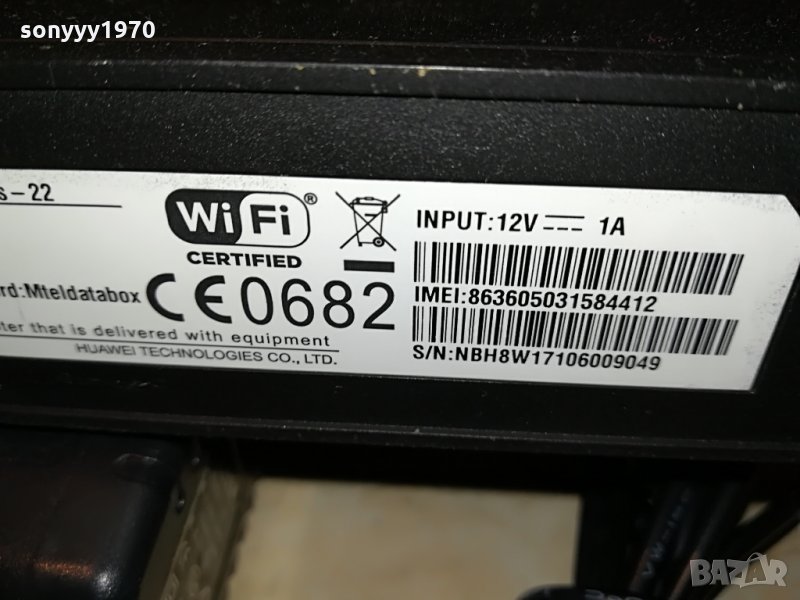 sonyyy1970
s-22
WiFi®
CERTIFIED
INPUT:12V 1A
rd:Mteldatabox
CE0682
IMEI:863605031584412
ter that is delivered with equipment
HUAWEI TECHNOLOGIES CO., LTD.
S/N:NBH8W17106009049
BAZAR